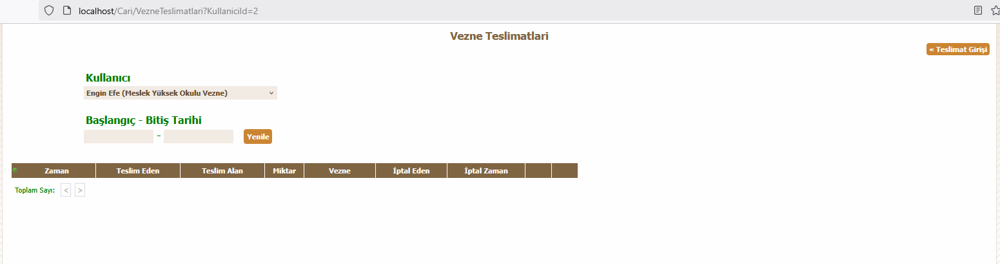 localhost/Cari/VezneTeslimatlari?KullaniciId=2
Vezne Teslimatlari
« Teslimat Girişi
Kullanıcı
Engin Efe (Meslek Yüksek Okulu Vezne)
Başlangıç - Bitiş Tarihi
- Yenile
Zaman Teslim Eden Teslim Alan Miktar Vezne İptal Eden İptal Zaman
Toplam Sayı: < >